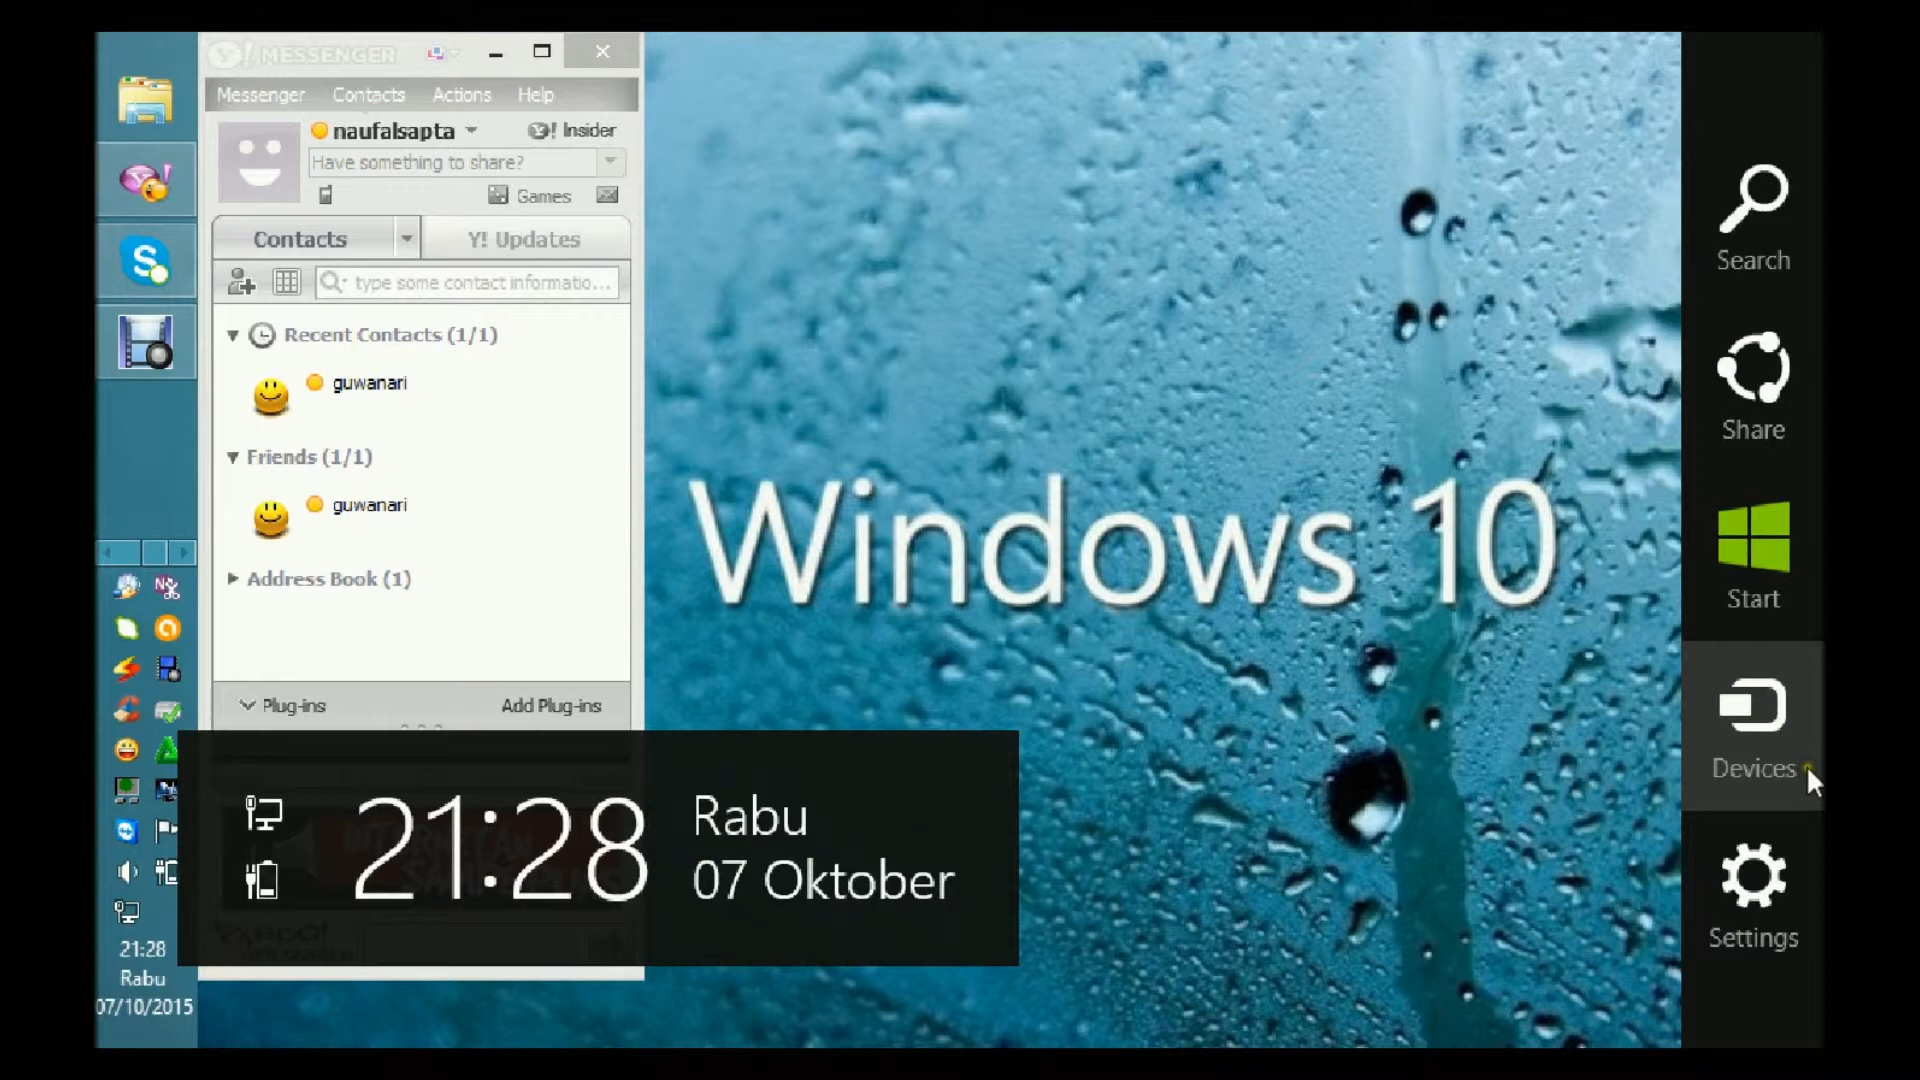 Y! MESSENGER
Messenger Contacts Actions Help
naufalsapta
Y! Insider
Have something to share?
Games
Contacts
Y! Updates
type some contact informatio...
Recent Contacts (1/1)
guwanari
Friends (1/1)
guwanari
Address Book (1)
Plug-ins
Add Plug-ins
Windows 10
Search
Share
Start
Devices
Settings
21:28
Rabu
07 Oktober
21:28
Rabu
07/10/2015